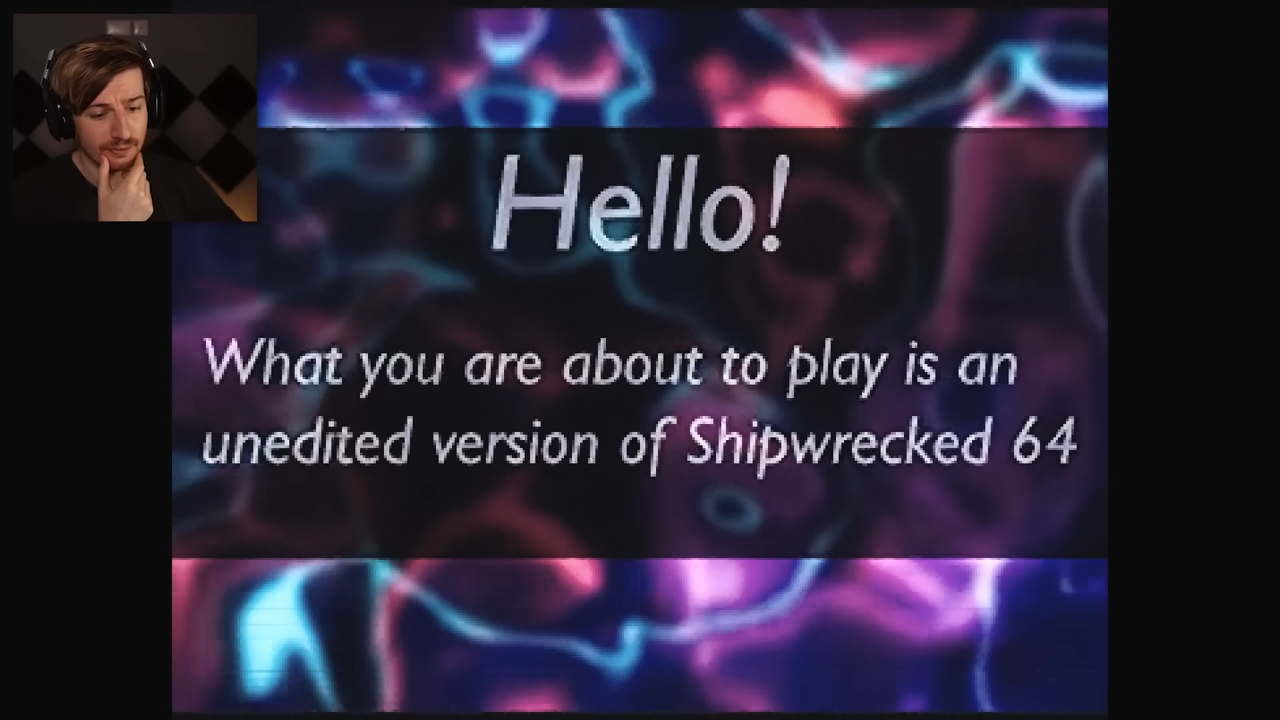 Hello!
What you are about to play is an
unedited version of Shipwrecked 64